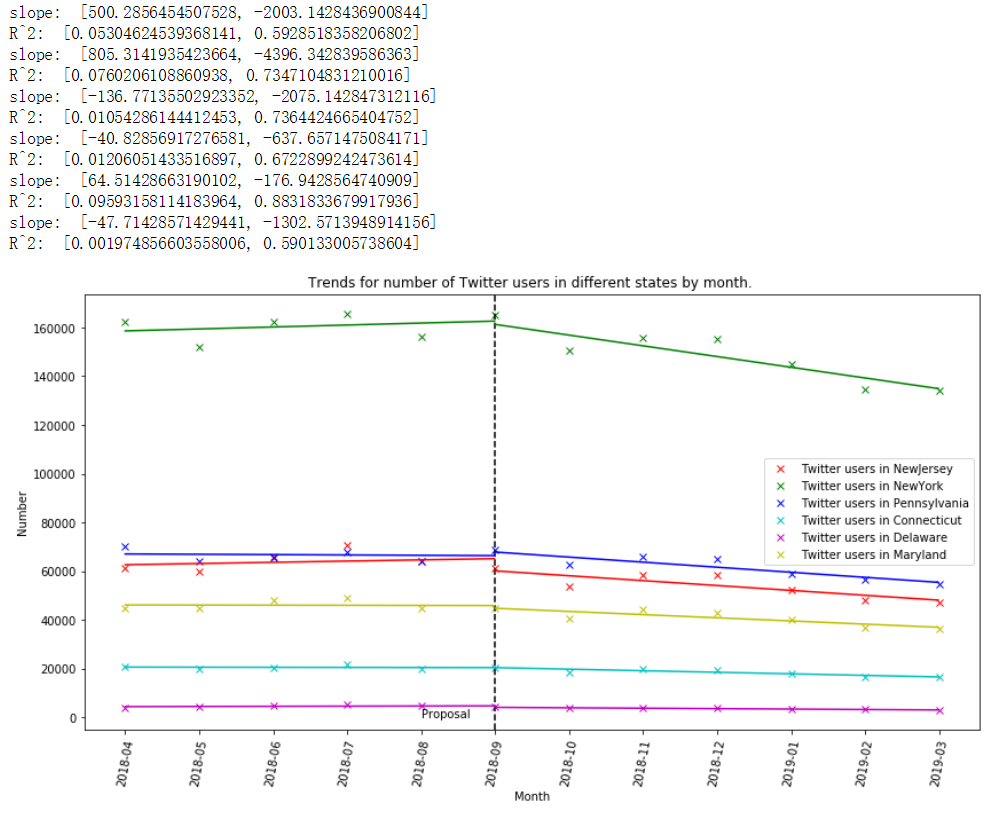 slope:  [500.2856454507528, -2003.1428436900844]
R^2:  [0.05304624539368141, 0.5928518358206802]
slope:  [805.3141935423664, -4396.342839586363]
R^2:  [0.0760206108860938, 0.7347104831210016]
slope:  [-136.77135502923352, -2075.142847312116]
R^2:  [0.01054286144412453, 0.7364424665404752]
slope:  [-40.82856917276581, -637.6571475084171]
R^2:  [0.01206051433516897, 0.6722899242473614]
slope:  [64.51428663190102, -176.9428564740909]
R^2:  [0.09593158114183964, 0.8831833679917936]
slope:  [-47.71428571429441, -1302.5713948914156]
R^2:  [0.001974856603558006, 0.590133005738604]
Trends for number of Twitter users in different states by month.
160000
140000
120000
100000
80000
60000
40000
20000
0
Number
Twitter users in NewJersey
Twitter users in NewYork
Twitter users in Pennsylvania
Twitter users in Connecticut
Twitter users in Delaware
Twitter users in Maryland
Proposal
2018-04
2018-05
2018-06
2018-07
2018-08
2018-09
2018-10
2018-11
2018-12
2019-01
2019-02
2019-03
Month